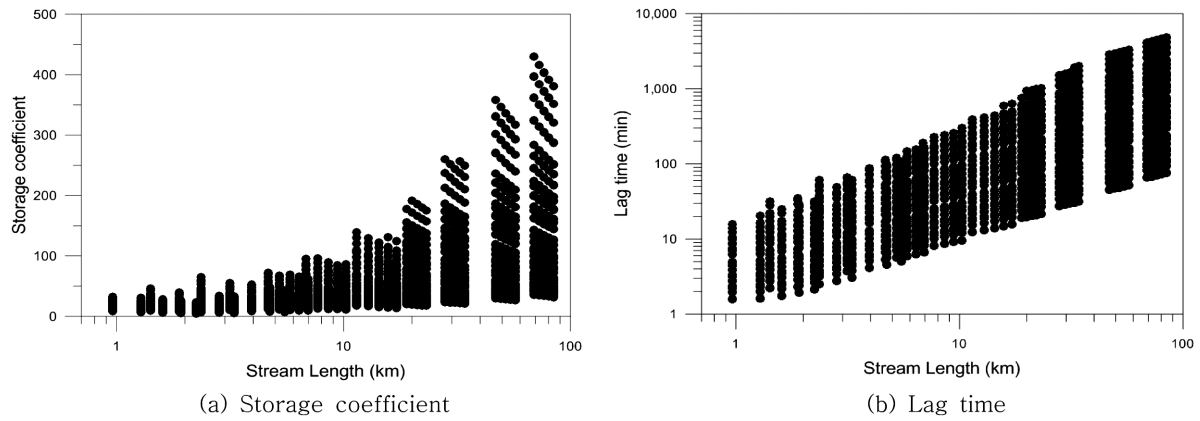 500
400
300
200
100
0
Storage coefficient
1
10
100
Stream Length (km)
(a) Storage coefficient
10,000
1,000
100
10
1
Lag time (min)
1
10
100
Stream Length (km)
(b) Lag time